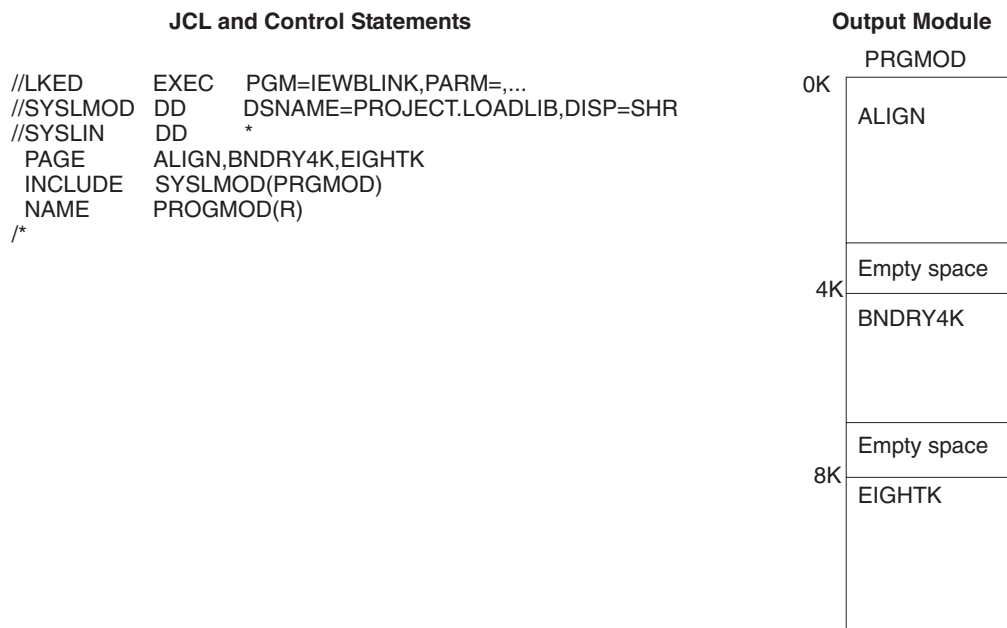 JCL and Control Statements
//LKED EXEC PGM=IEWBLINK,PARM=,...
//SYSLMOD DD DSNAME=PROJECT.LOADLIB,DISP=SHR
//SYSLIN DD *
PAGE ALIGN,BNDRY4K,EIGHTK
INCLUDE SYSLMOD(PRGMOD)
NAME PROGMOD(R)
/*
Output Module
PRGMOD
0K
ALIGN
Empty space
4K
BNDRY4K
Empty space
8K
EIGHTK